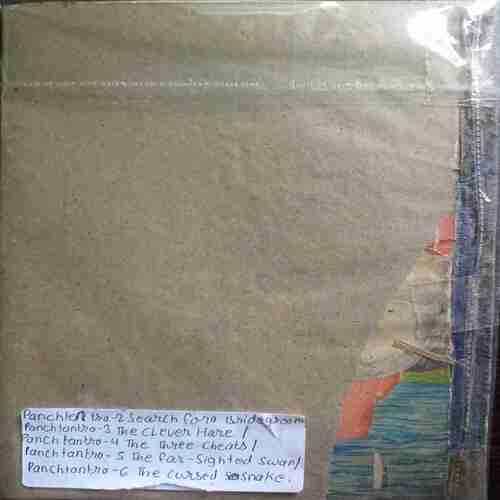 Panchtantra-2 Search for a Bridegroom
Panchtantra-3 The Clever Hare /
Panchtantra-4 The Three Cheats /
Panchtantra-5 The Far-Sighted Swan/
Panchtantra-6 The Cursed Snake.